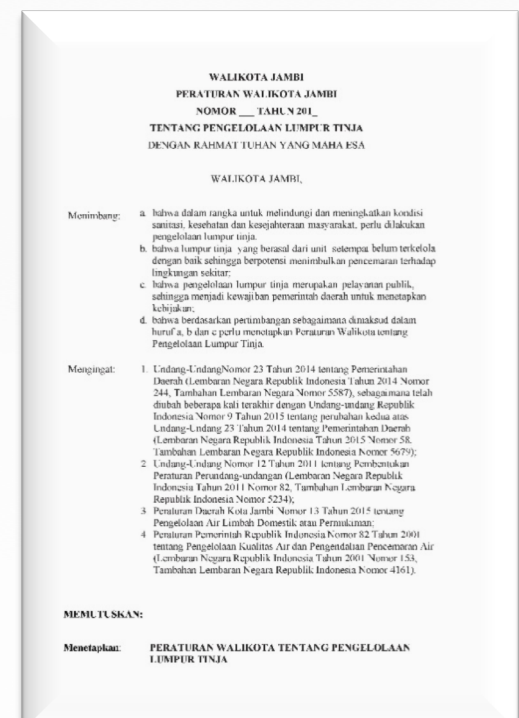 WALIKOTA JAMBI
PERATURAN WALIKOTA JAMBI
NOMOR ___ TAHUN 201_
TENTANG PENGELOLAAN LUMPUR TINJA
DENGAN RAHMAT TUHAN YANG MAHA ESA
WALIKOTA JAMBI,
Menimbang: a. bahwa dalam rangka untuk melindungi dan meningkatkan kondisi
sanitasi, kesehatan dan kesejahteraan masyarakat, perlu dilakukan
pengelolaan lumpur tinja.
b. bahwa lumpur tinja yang berasal dari unit setempat belum terkelola
dengan baik sehingga berpotensi menimbulkan pencemaran terhadap
lingkungan sekitar;
c. bahwa pengelolaan lumpur tinja merupakan pelayanan publik,
sehingga menjadi kewajiban pemerintah daerah untuk menetapkan
kebijakan;
d. bahwa berdasarkan pertimbangan sebagaimana dimaksud dalam
huruf a, b dan c perlu menetapkan Peraturan Walikota tentang
Pengelolaan Lumpur Tinja.
Mengingat: 1. Undang-UndangNomor 23 Tahun 2014 tentang Pemerintahan
Daerah (Lembaran Negara Republik Indonesia Tahun 2014 Nomor
244, Tambahan Lembaran Negara Nomor 5587), sebagaimana telah
diubah beberapa kali terakhir dengan Undang-undang Republik
Indonesia Nomor 9 Tahun 2015 tentang perubahan kedua atas
Undang-Undang 23 Tahun 2014 tentang Pemerintahan Daerah
(Lembaran Negara Republik Indonesia Tahun 2015 Nomor 58,
Tambahan Lembaran Negara Republik Indonesia Nomor 5679);
2 Undang-Undang Nomor 12 Tahun 2011 tentang Pembentukan
Peraturan Perundang-undangan (Lembaran Negara Republik
Indonesia Tahun 2011 Nomor 82, Tambahan Lembaran Negara
Republik Indonesia Nomor 5234);
3 Peraturan Daerah Kota Jambi Nomor 13 Tahun 2015 tentang
Pengelolaan Air Limbah Domestik atau Permukiman;
4 Peraturan Pemerintah Republik Indonesia Nomor 82 Tahun 2001
tentang Pengelolaan Kualitas Air dan Pengendalian Pencemaran Air
(Lembaran Negara Republik Indonesia Tahun 2001 Nomor 153,
Tambahan Lembaran Negara Republik Indonesia Nomor 4161).
MEMUTUSKAN:
Menetapkan: PERATURAN WALIKOTA TENTANG PENGELOLAAN
LUMPUR TINJA